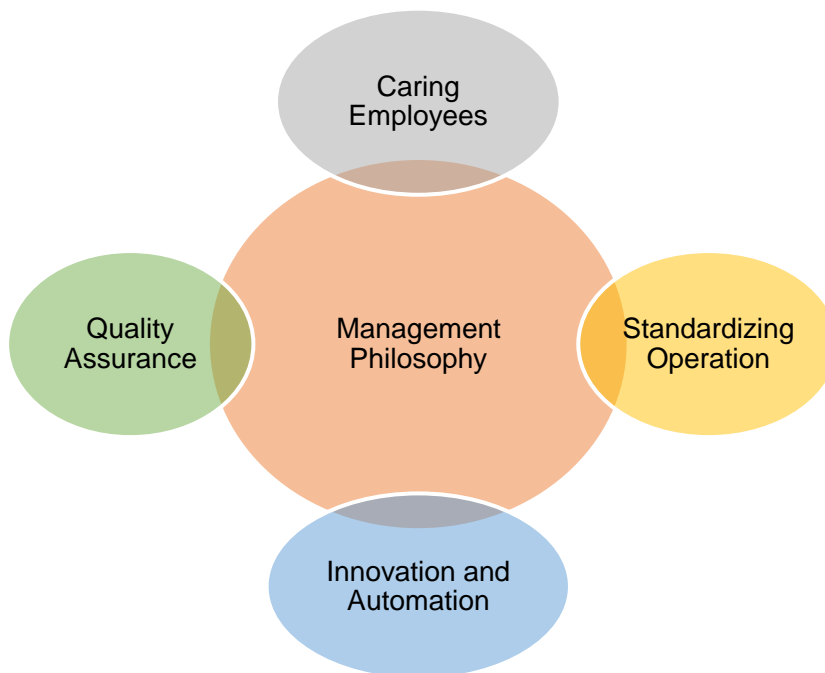 Caring
Employees
Quality
Assurance
Management
Philosophy
Standardizing
Operation
Innovation and
Automation